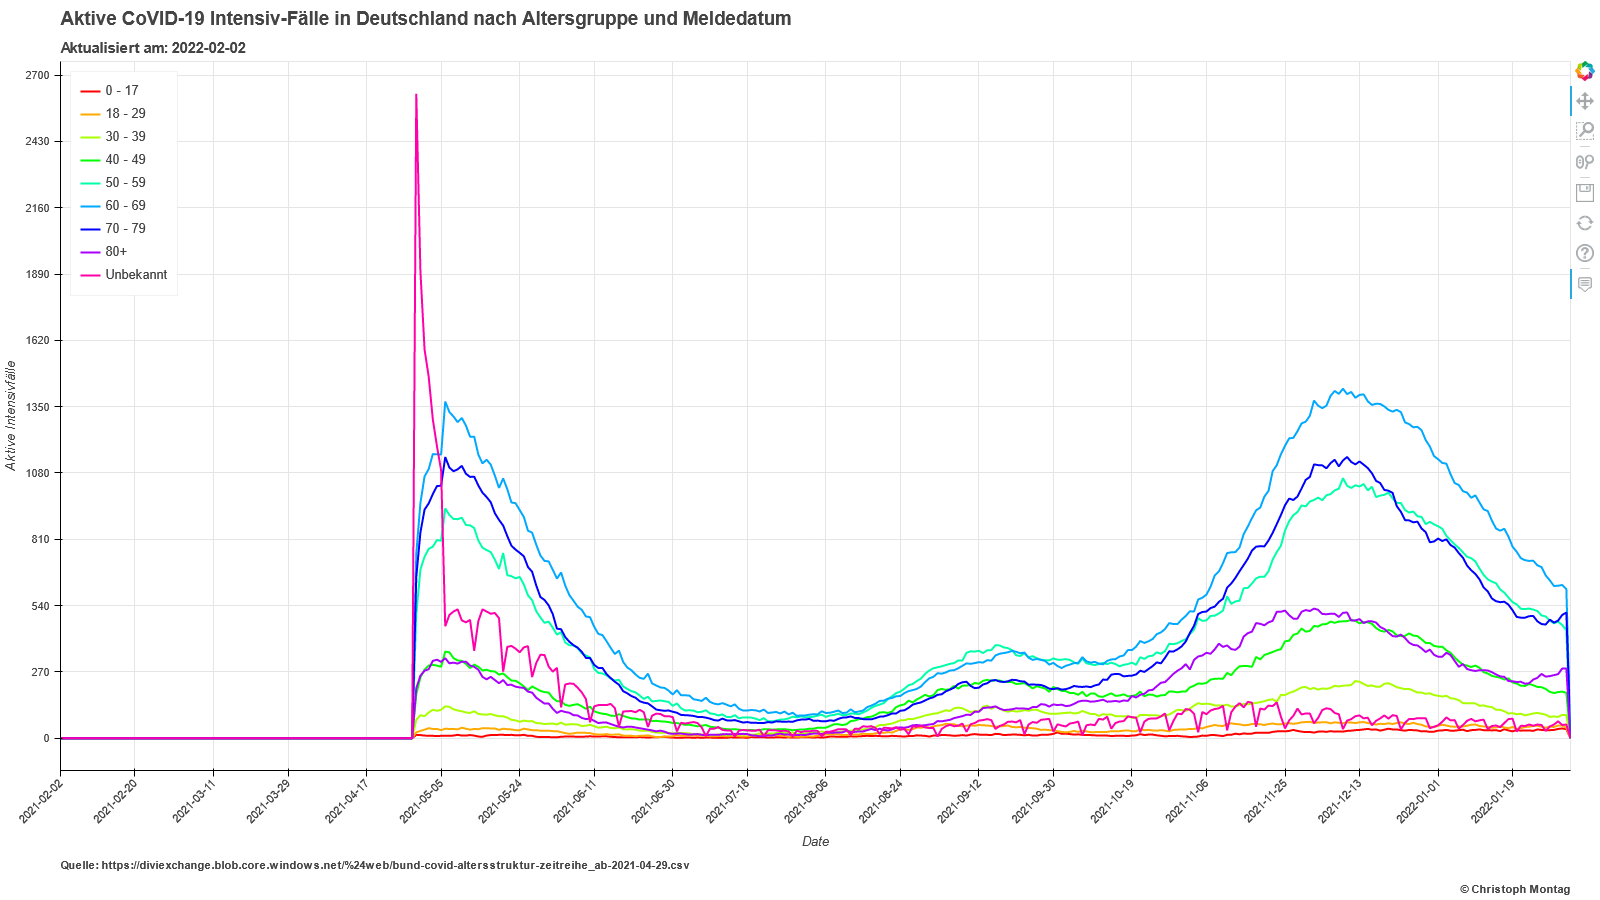 Aktive CoVID-19 Intensiv-Fälle in Deutschland nach Altersgruppe und Meldedatum
Aktualisiert am: 2022-02-02
0 - 17
18 - 29
30 - 39
40 - 49
50 - 59
60 - 69
70 - 79
80+
Unbekannt
2700
2430
2160
1890
1620
1350
1080
810
540
270
0
Aktive Intensivfälle
2021-02-02
2021-02-20
2021-03-11
2021-03-29
2021-04-17
2021-05-05
2021-05-24
2021-06-11
2021-06-30
2021-07-18
2021-08-06
2021-08-24
2021-09-12
2021-09-30
2021-10-19
2021-11-06
2021-11-25
2021-12-13
2022-01-01
2022-01-19
Date
Quelle: https://diviexchange.blob.core.windows.net/%24web/bund-covid-altersstruktur-zeitreihe_ab-2021-04-29.csv
© Christoph Montag